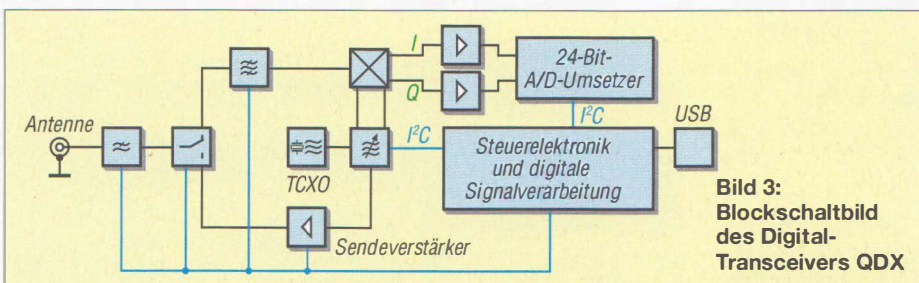 I
Q
24-Bit-
A/D-Umsetzer
Antenne
I²C
I²C
USB
TCXO
Steuerelektronik
und digitale
Signalverarbeitung
Sendeverstärker
Bild 3:
Blockschaltbild
des Digital-
Transceivers QDX